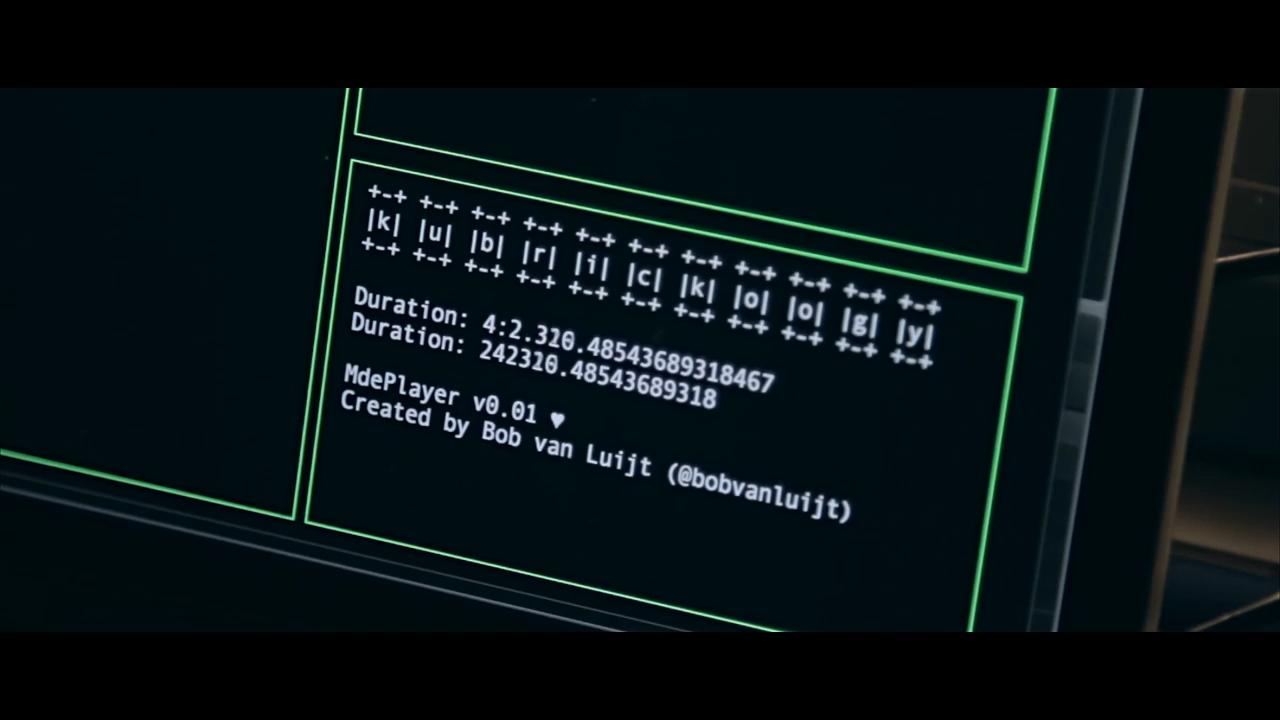 +-+ +-+ +-+ +-+ +-+ +-+ +-+ +-+ +-+ +-+ +-+
|k| |u| |b| |r| |i| |c| |k| |o| |o| |g| |y|
+-+ +-+ +-+ +-+ +-+ +-+ +-+ +-+ +-+ +-+ +-+
Duration: 4:2.320.48543689318467
Duration: 242320.48543689318
MdePlayer v0.01 ♥
Created by Bob van Luijt (@bobvanluijt)